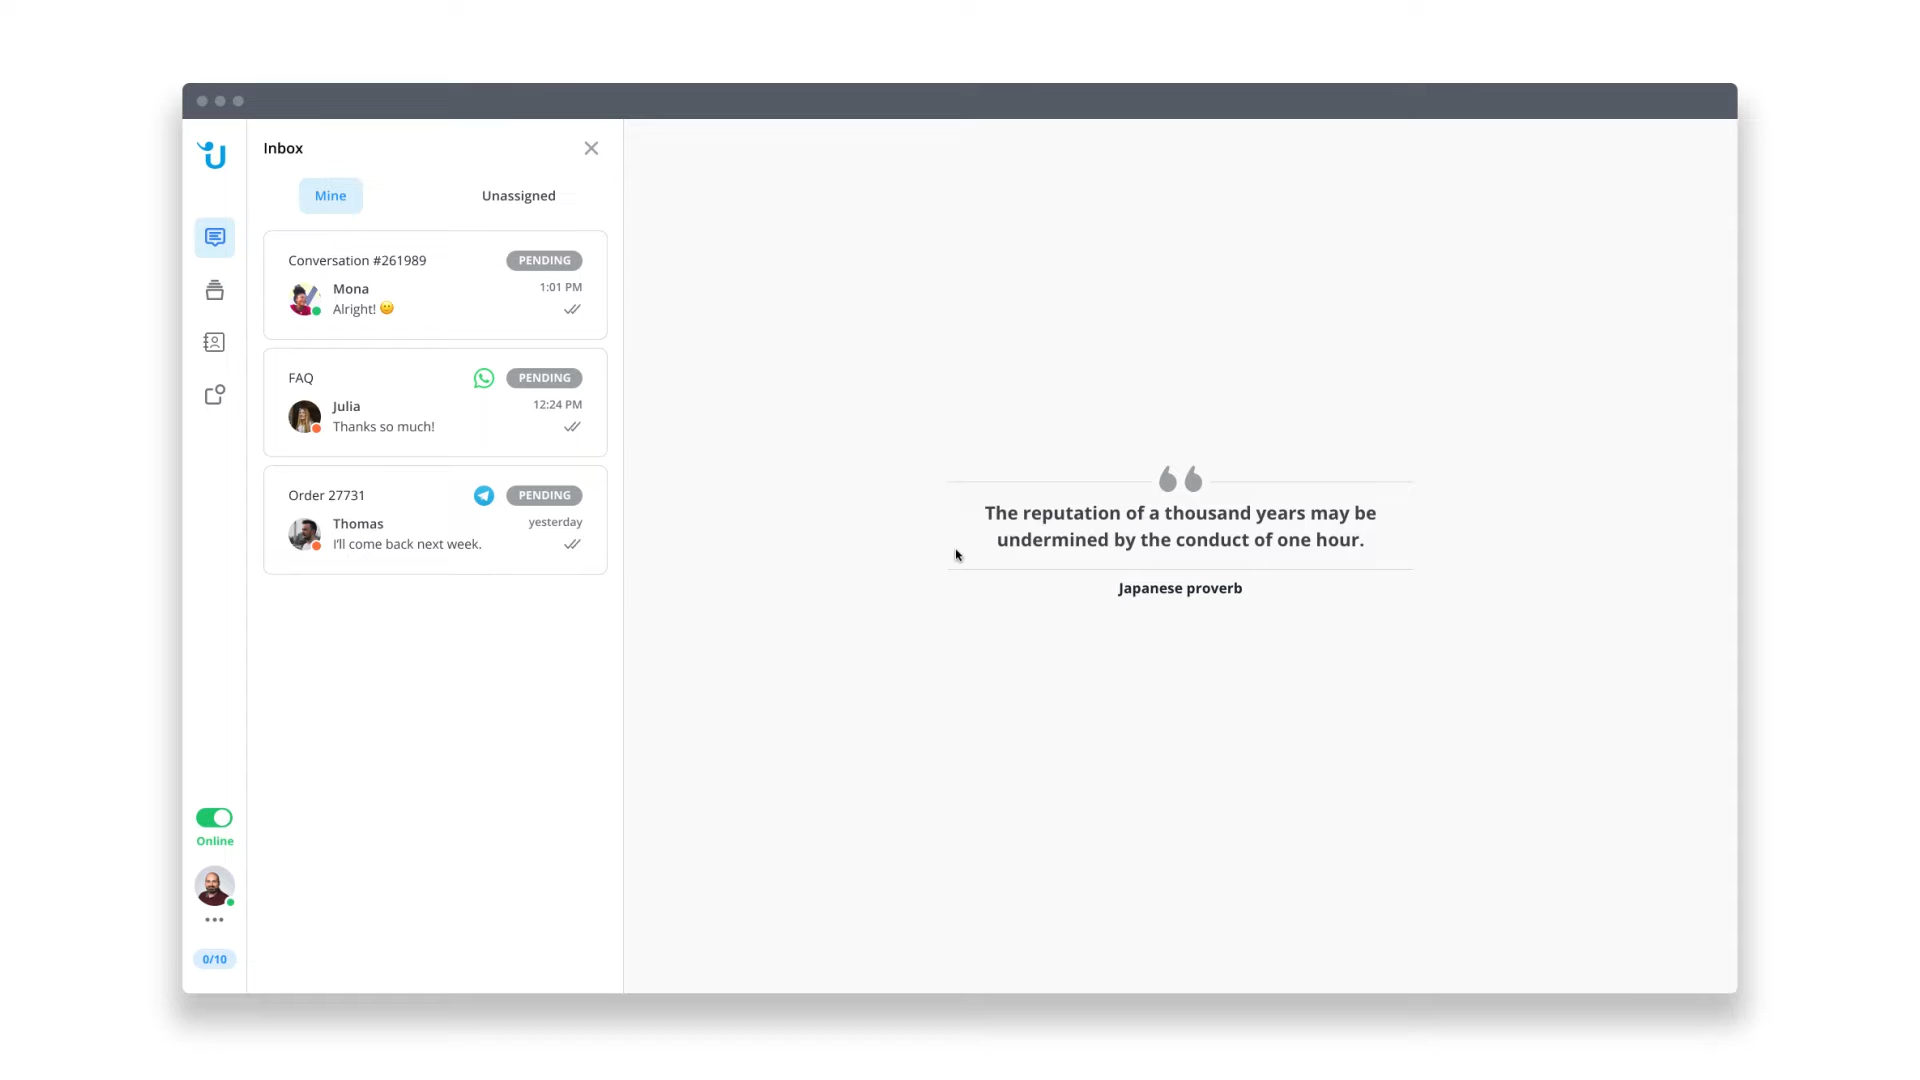 Inbox
Mine
Unassigned
Conversation #261989
PENDING
Mona
1:01 PM
Alright! 🙂
FAQ
PENDING
Julia
12:24 PM
Thanks so much!
Order 27731
PENDING
Thomas
yesterday
I'll come back next week.
The reputation of a thousand years may be
undermined by the conduct of one hour.
Japanese proverb
Online
0/10